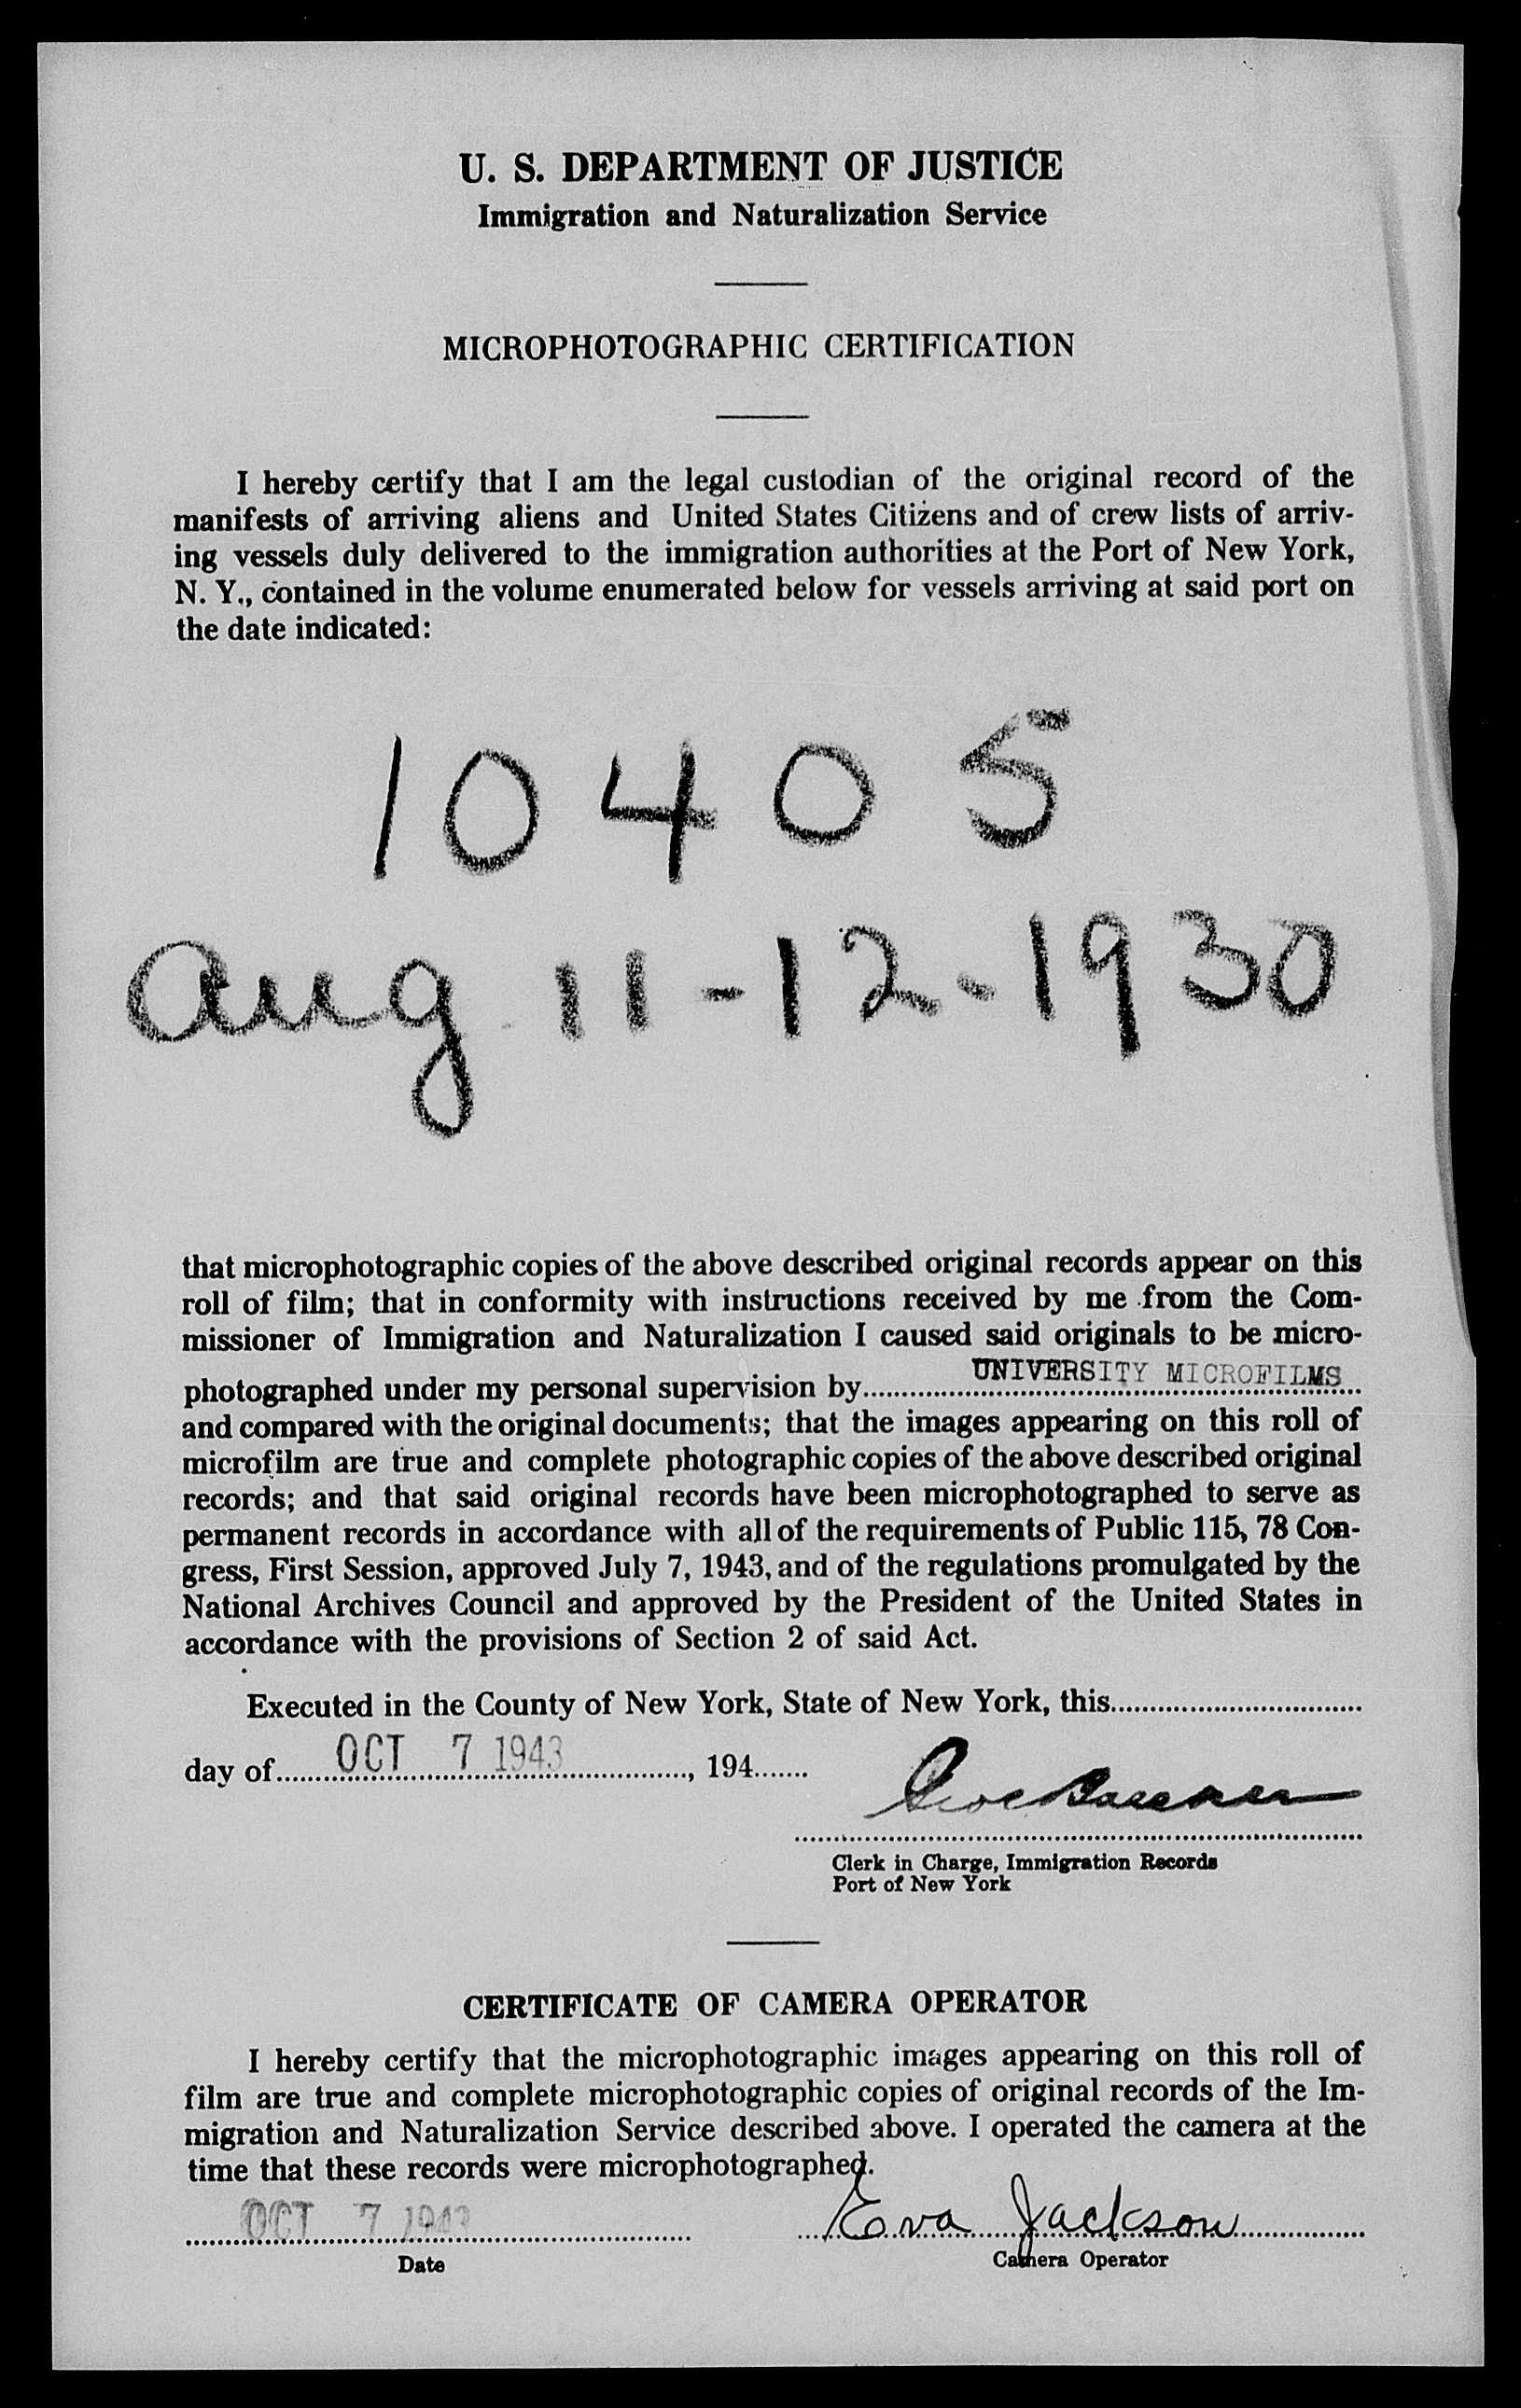 U. S. DEPARTMENT OF JUSTICE
Immigration and Naturalization Service
MICROPHOTOGRAPHIC CERTIFICATION
I hereby certify that I am the legal custodian of the original record of the
manifests of arriving aliens and United States Citizens and of crew lists of arriv-
ing vessels duly delivered to the immigration authorities at the Port of New York,
N. Y., contained in the volume enumerated below for vessels arriving at said port on
the date indicated:
10405
Aug 11-12-1930
that microphotographic copies of the above described original records appear on this
roll of film; that in conformity with instructions received by me from the Com-
missioner of Immigration and Naturalization I caused said originals to be micro-
photographed under my personal supervision by UNIVERSITY MICROFILMS
and compared with the original documents; that the images appearing on this roll of
microfilm are true and complete photographic copies of the above described original
records; and that said original records have been microphotographed to serve as
permanent records in accordance with all of the requirements of Public 115, 78 Con-
gress, First Session, approved July 7, 1943, and of the regulations promulgated by the
National Archives Council and approved by the President of the United States in
accordance with the provisions of Section 2 of said Act.
Executed in the County of New York, State of New York, this
day of OCT 7 1943, 194
Clerk in Charge, Immigration Records
Port of New York
CERTIFICATE OF CAMERA OPERATOR
I hereby certify that the microphotographic images appearing on this roll of
film are true and complete microphotographic copies of original records of the Im-
migration and Naturalization Service described above. I operated the camera at the
time that these records were microphotographed.
OCT 7 1943 Eva Jackson
Date Camera Operator